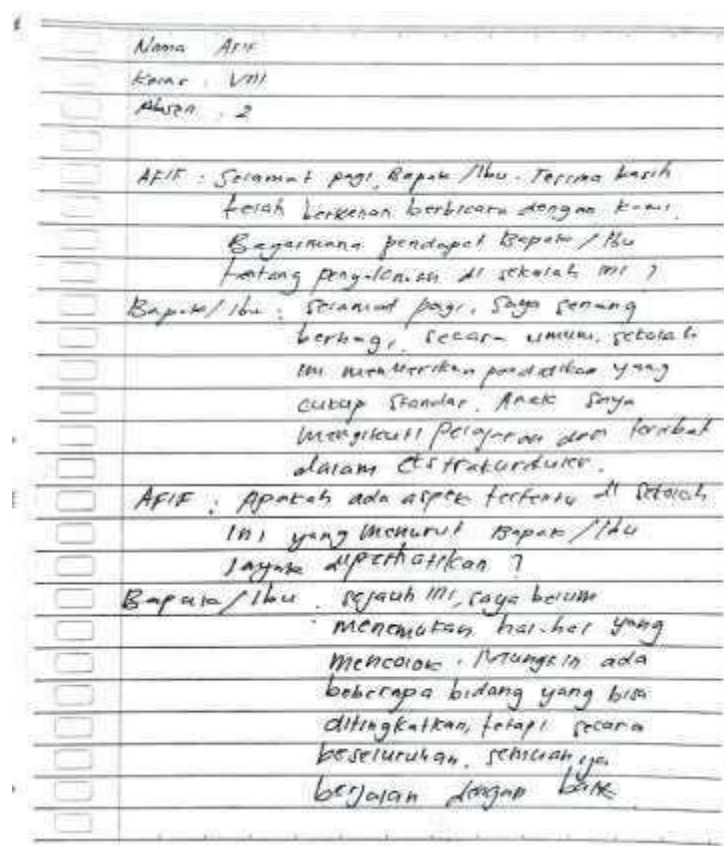 Nama AFIF
Kelas : VIII
Absen : 2
AFIF : Selamat pagi, Bapak/Ibu. Terima kasih
telah berkenan berbicara dengan kami.
Bagaimana pendapat Bapak/Ibu
tentang pengalaman di sekolah ini ?
Bapak/Ibu : Selamat pagi, saya senang
berbagi, secara umum, sekolah
ini memberikan pendidikan yang
cukup standar. Anak saya
mengikuti pelajaran dan terlibat
dalam ekstrakurikuler.
AFIF : Apakah ada aspek tertentu di sekolah
ini yang menurut Bapak/Ibu
layak diperhatikan ?
Bapak/Ibu : sejauh ini, saya belum
menemukan hal-hal yang
mencolok. Mungkin ada
beberapa bidang yang bisa
ditingkatkan, tetapi secara
keseluruhan, semuanya
berjalan dengan baik